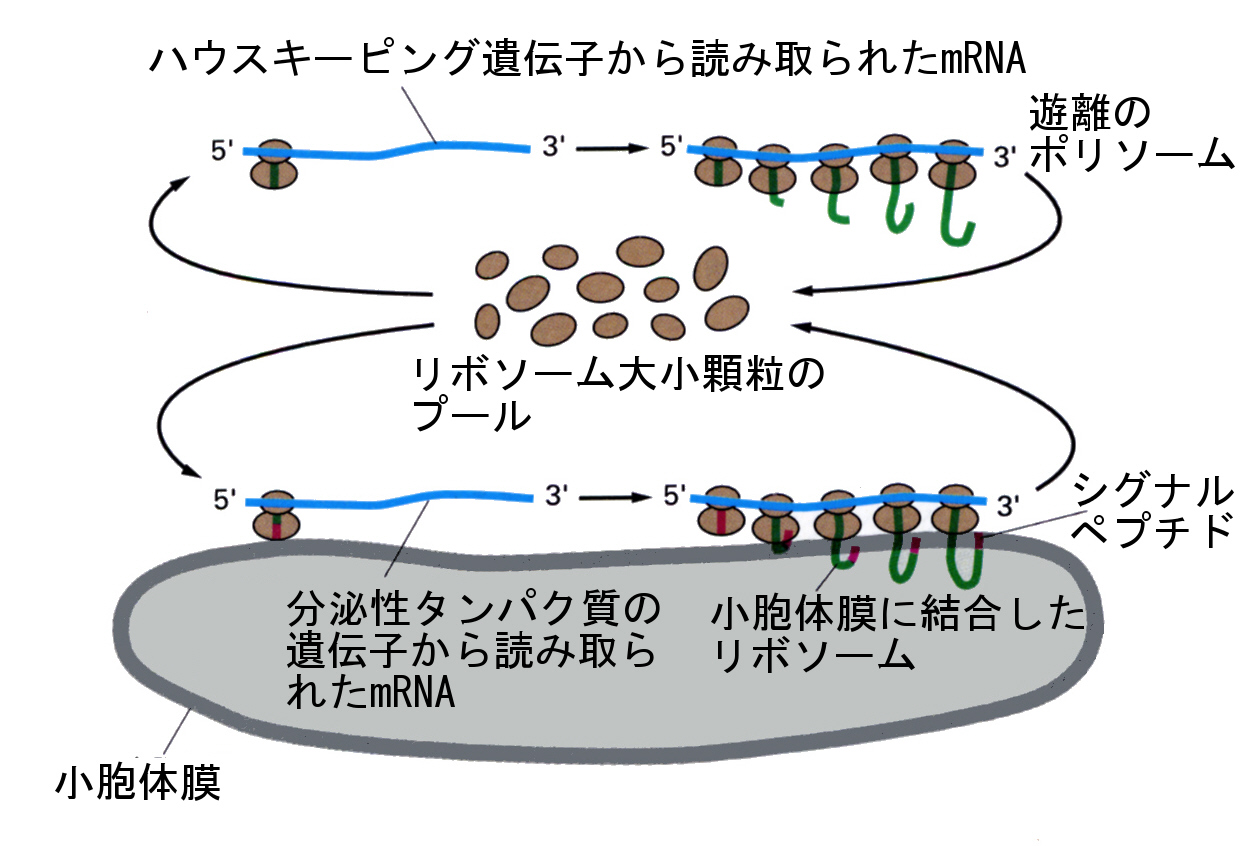 ハウスキーピング遺伝子から読み取られたmRNA
遊離の
ポリソーム
5' 3' 5' 3'
リボソーム大小顆粒の
プール
5' 3' 5' 3'
シグナル
ペプチド
分泌性タンパク質の
遺伝子から読み取ら
れたmRNA
小胞体膜に結合した
リボソーム
小胞体膜